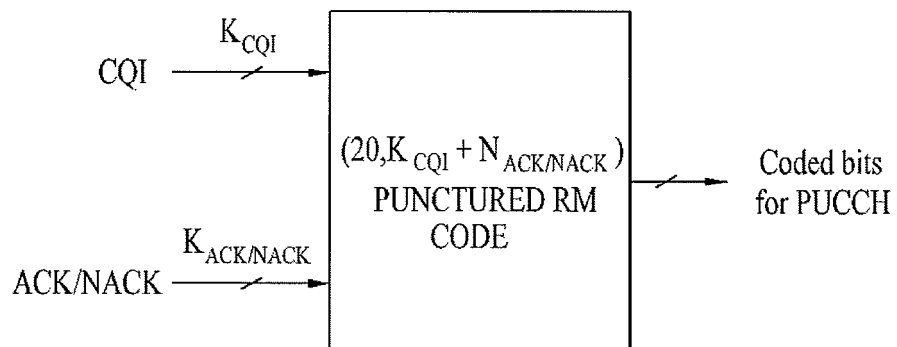 K_CQI
CQI
(20,K_CQI + N_ACK/NACK)
PUNCTURED RM
CODE
Coded bits
for PUCCH
K_ACK/NACK
ACK/NACK